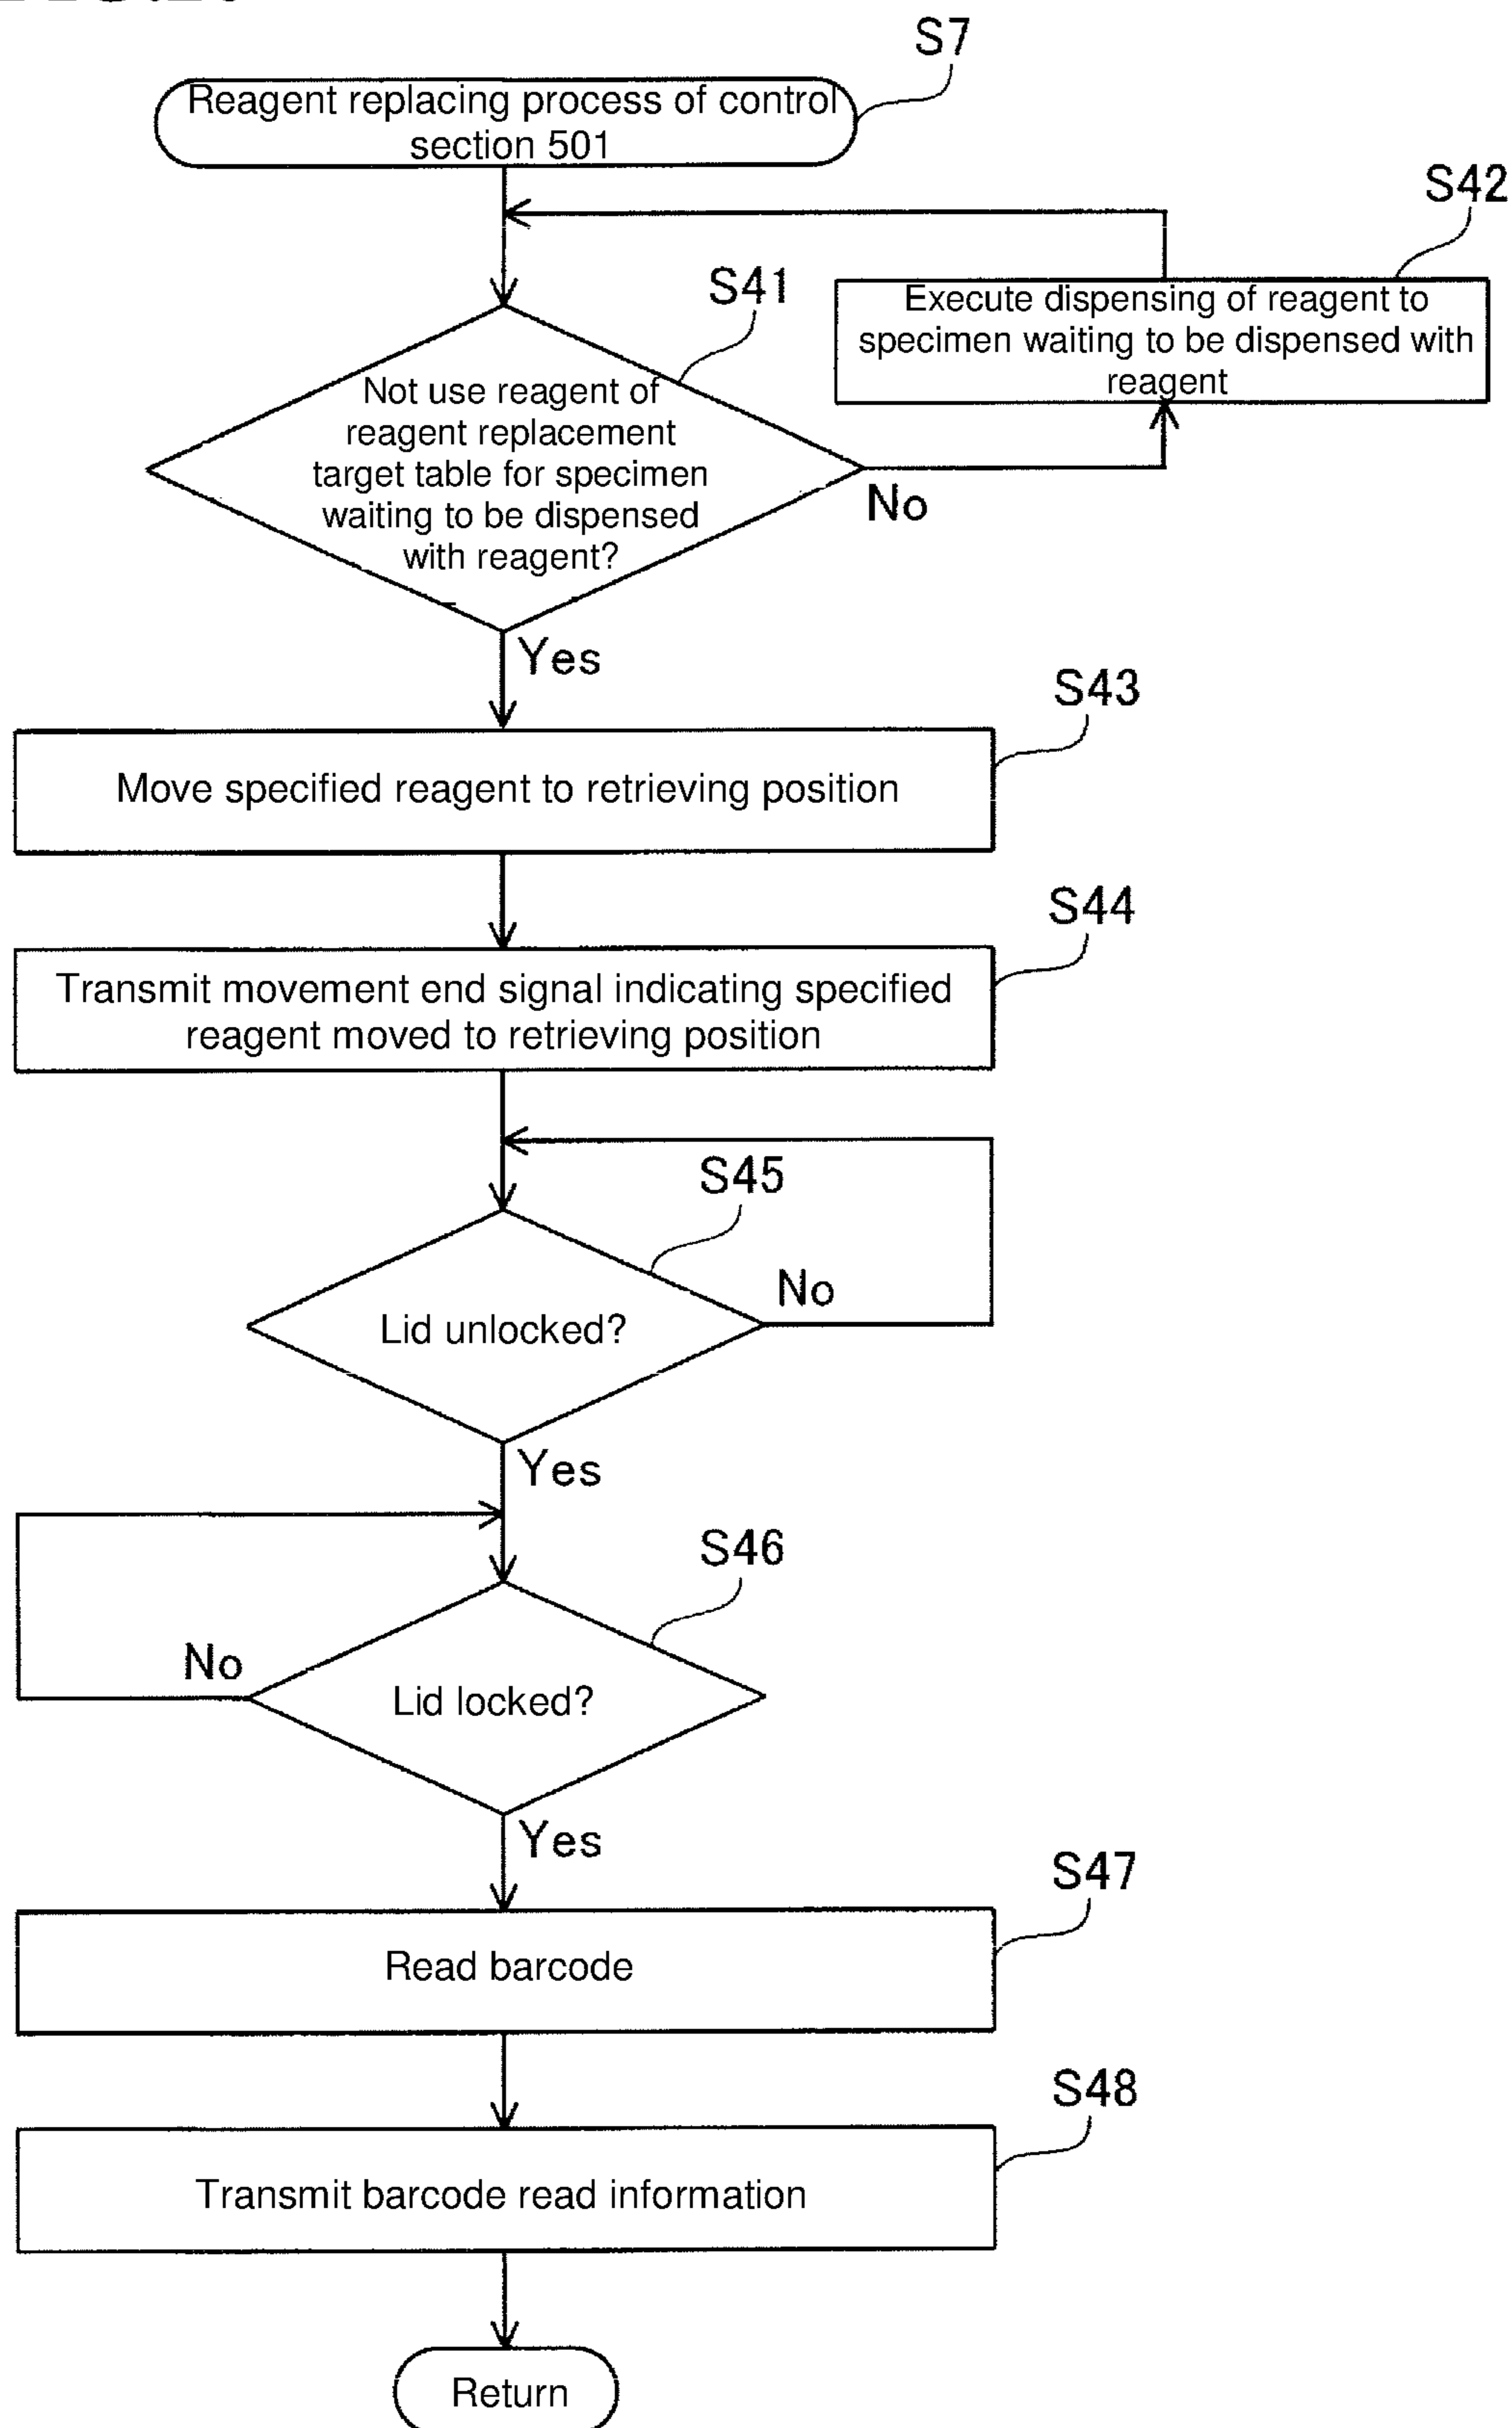 S7
Reagent replacing process of control
section 501
S42
Execute dispensing of reagent to
specimen waiting to be dispensed with
reagent
S41
Not use reagent of
reagent replacement
target table for specimen
waiting to be dispensed
with reagent?
No
Yes
S43
Move specified reagent to retrieving position
S44
Transmit movement end signal indicating specified
reagent moved to retrieving position
S45
Lid unlocked?
No
Yes
S46
Lid locked?
No
Yes
S47
Read barcode
S48
Transmit barcode read information
Return